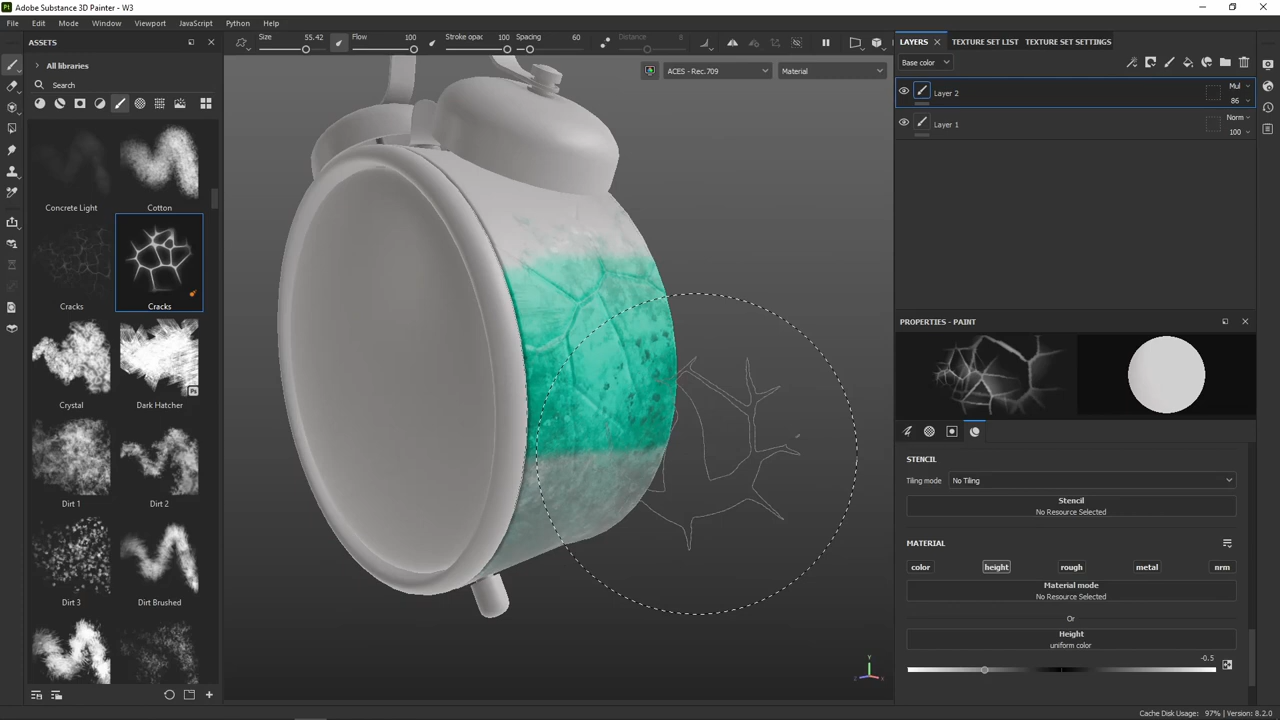 Adobe Substance 3D Painter - W3
File Edit Mode Window Viewport JavaScript Python Help
ASSETS
Size 55.42
Flow 100
Stroke opac 100
Spacing 60
Distance 8
LAYERS
TEXTURE SET LIST
TEXTURE SET SETTINGS
All libraries
Search
ACES - Rec.709
Material
Base color
Layer 2
Mul
86
Layer 1
Norm
100
Concrete Light
Cotton
Cracks
Cracks
Crystal
Dark Hatcher
Dirt 1
Dirt 2
Dirt 3
Dirt Brushed
PROPERTIES - PAINT
STENCIL
Tiling mode
No Tiling
Stencil
No Resource Selected
MATERIAL
color height rough metal nrm
Material mode
No Resource Selected
Or
Height
uniform color
-0.5
Y
Cache Disk Usage: 97% | Version: 8.2.0